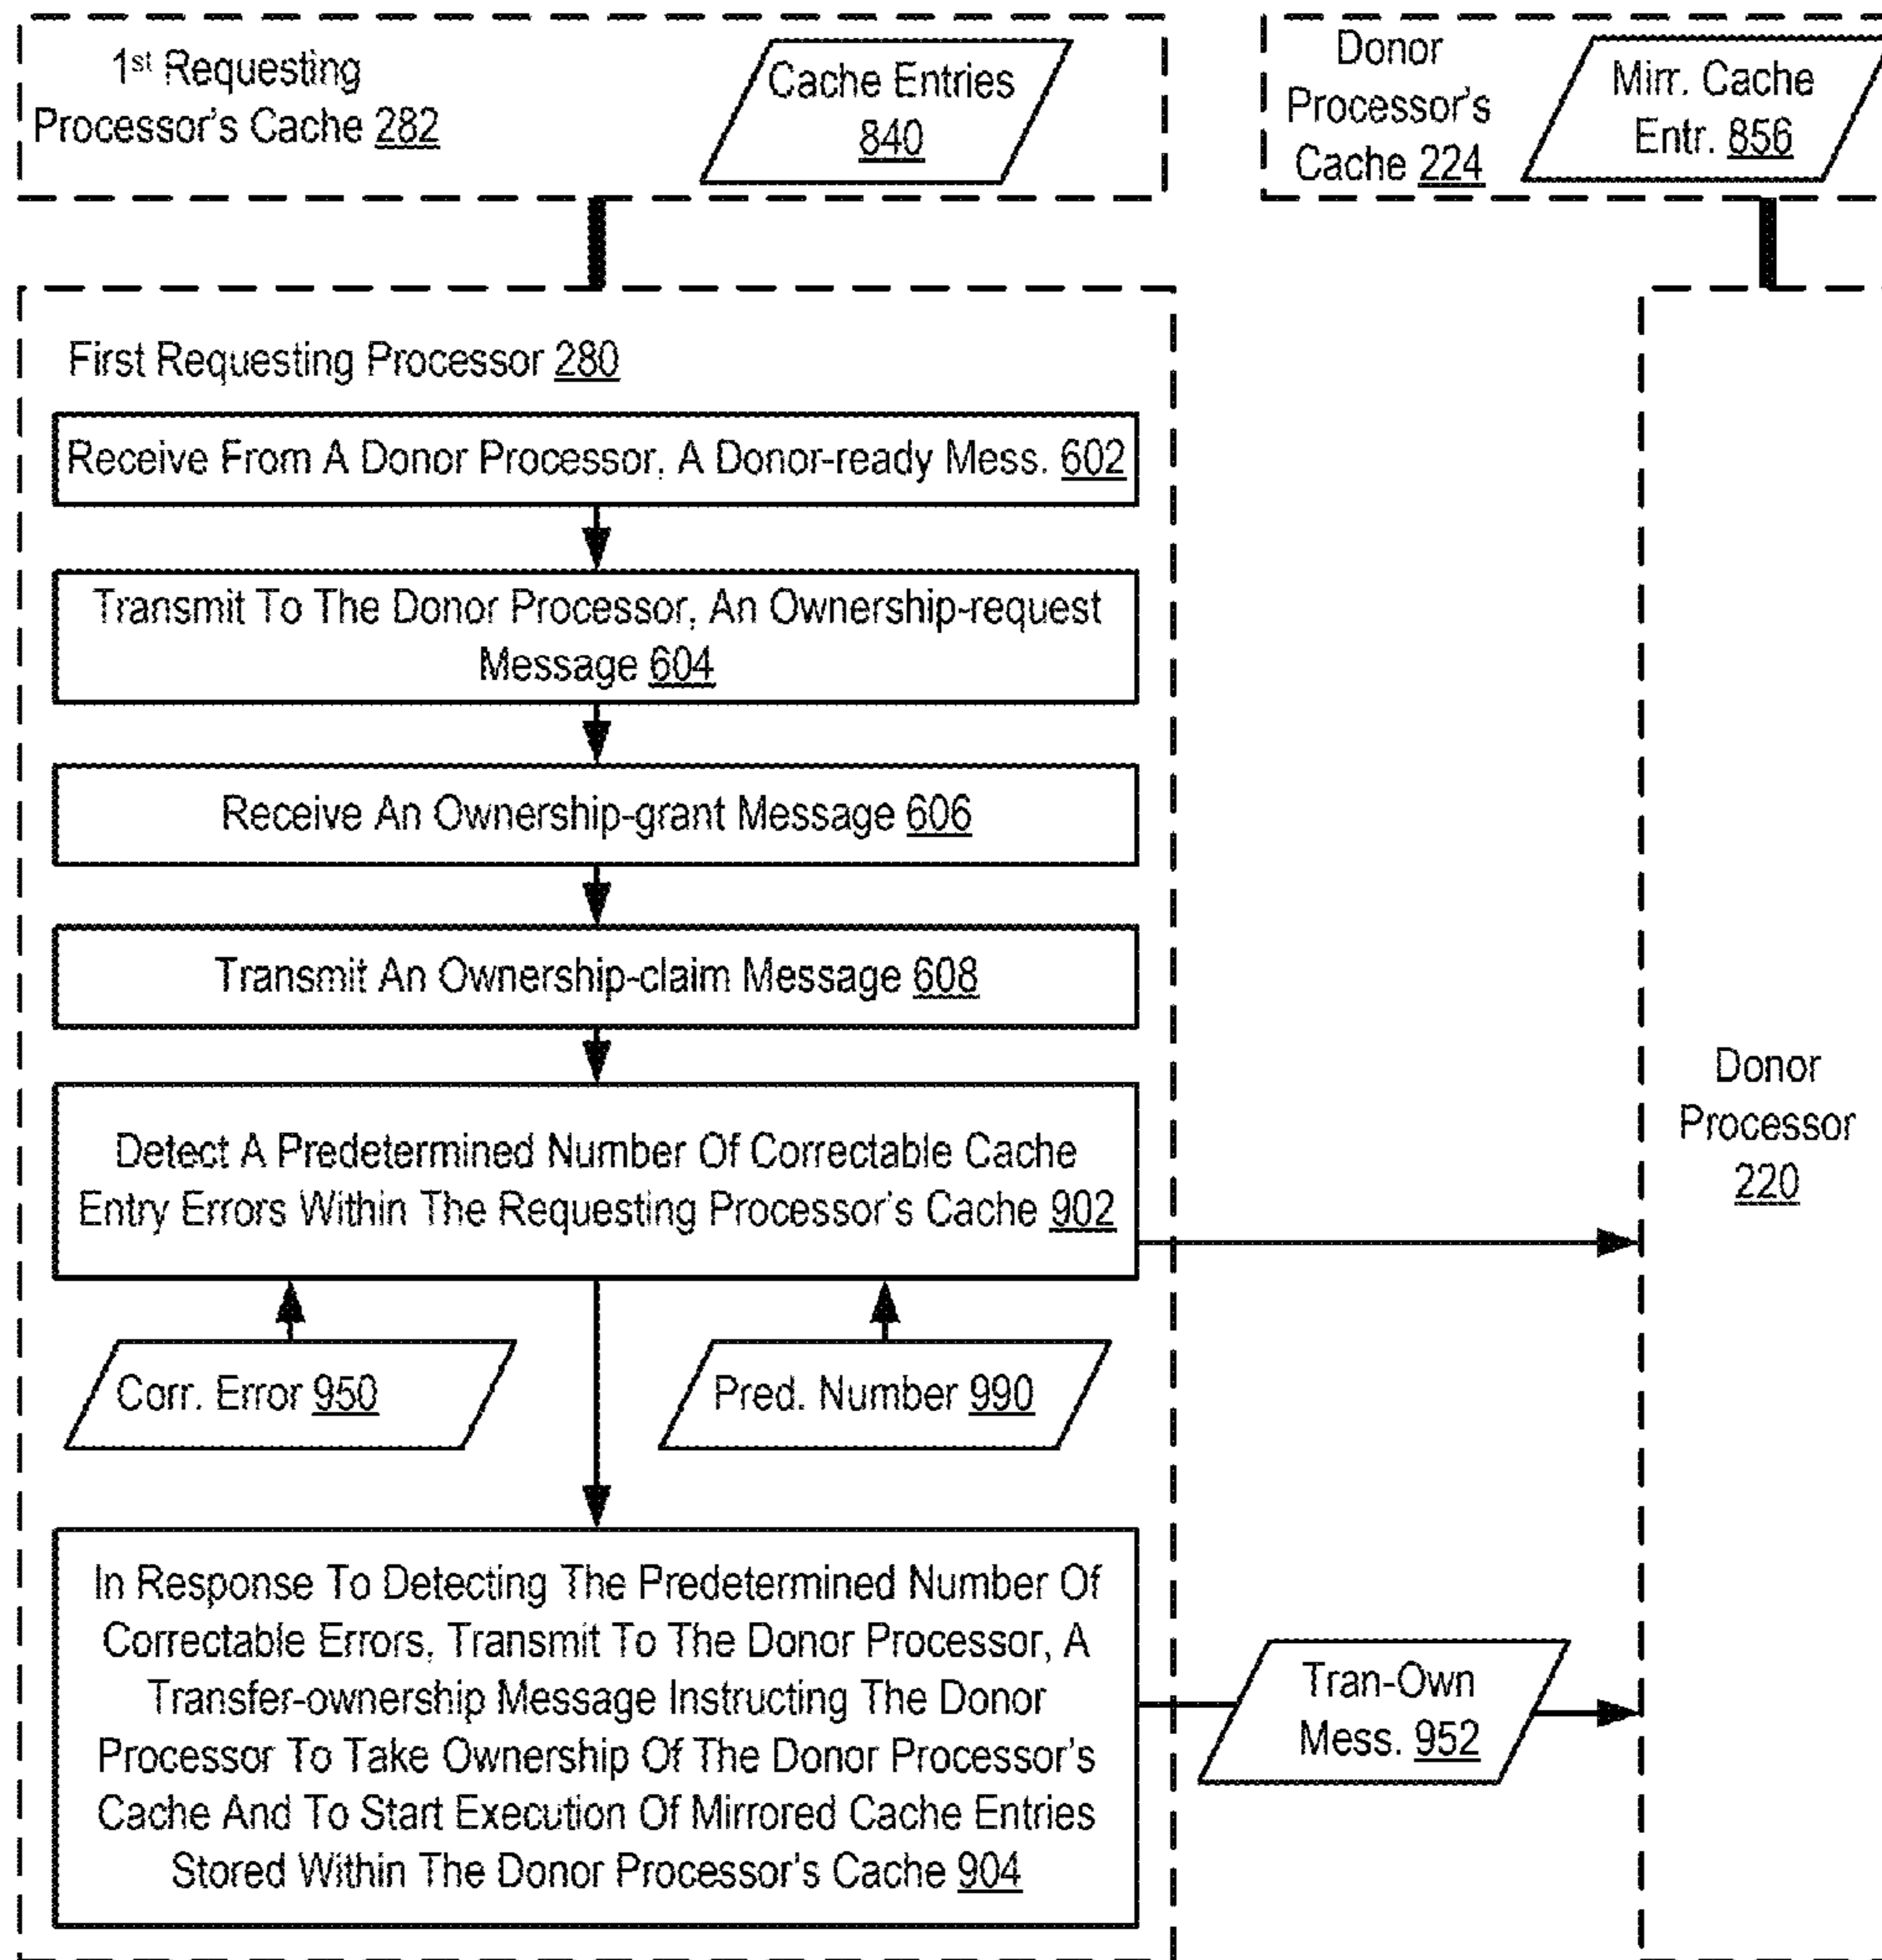 1st Requesting
Processor's Cache 282
Cache Entries
840
Donor
Processor's
Cache 224
Mirr. Cache
Entr. 856
First Requesting Processor 280
Receive From A Donor Processor, A Donor-ready Mess. 602
Transmit To The Donor Processor, An Ownership-request
Message 604
Receive An Ownership-grant Message 606
Transmit An Ownership-claim Message 608
Detect A Predetermined Number Of Correctable Cache
Entry Errors Within The Requesting Processor's Cache 902
Donor
Processor
220
Corr. Error 950
Pred. Number 990
In Response To Detecting The Predetermined Number Of
Correctable Errors, Transmit To The Donor Processor, A
Transfer-ownership Message Instructing The Donor
Processor To Take Ownership Of The Donor Processor's
Cache And To Start Execution Of Mirrored Cache Entries
Stored Within The Donor Processor's Cache 904
Tran-Own
Mess. 952